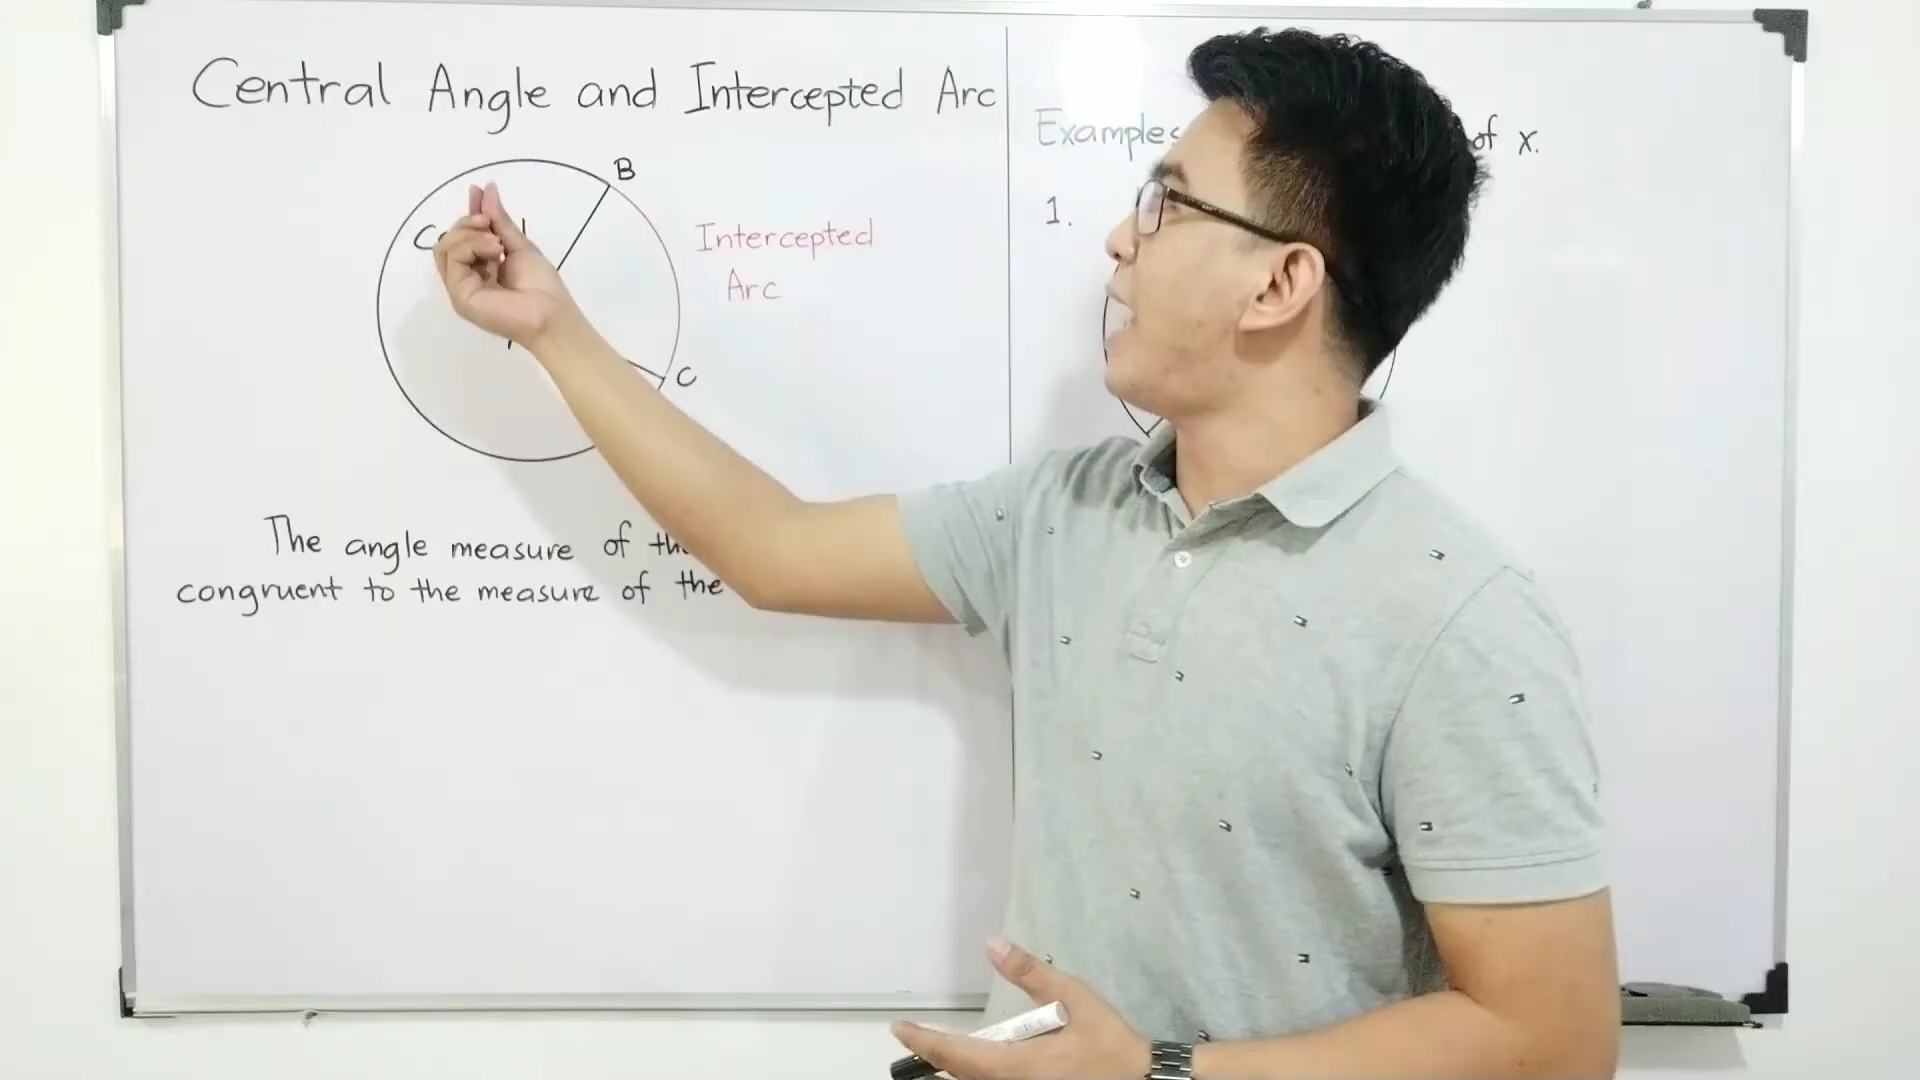 Central Angle and Intercepted Arc
B
Intercepted
Arc
C
The angle measure of
congruent to the measure of the
Examples
of x.
1.